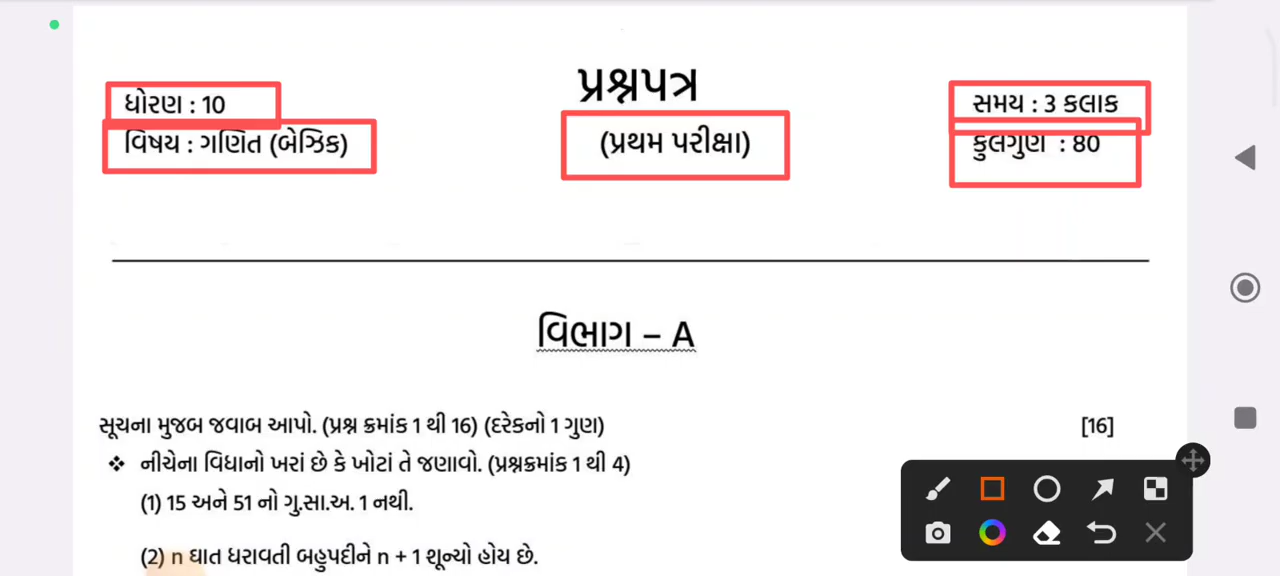 પ્રશ્નપત્ર
ધોરણ : 10
સમય : 3 કલાક
વિષય : ગણિત (બેઝિક)
(પ્રથમ પરીક્ષા)
કુલગુણ : 80
વિભાગ – A
સૂચના મુજબ જવાબ આપો. (પ્રશ્ન ક્રમાંક 1 થી 16) (દરેકનો 1 ગુણ) [16]
❖ નીચેના વિધાનો ખરાં છે કે ખોટાં તે જણાવો. (પ્રશ્નક્રમાંક 1 થી 4)
(1) 15 અને 51 નો ગુ.સા.અ. 1 નથી.
(2) n ઘાત ધરાવતી બહુપદીને n + 1 શૂન્યો હોય છે.